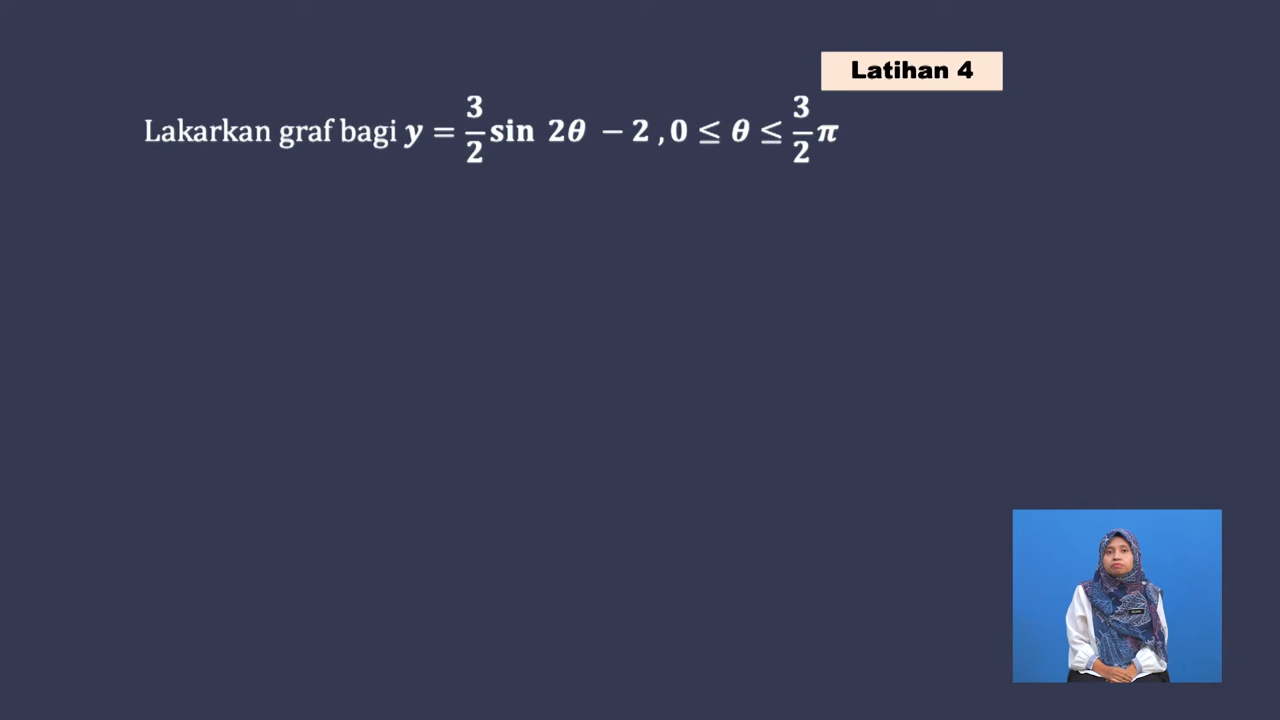 Latihan 4
Lakarkan graf bagi y = 3/2 sin 2θ − 2 , 0 ≤ θ ≤ 3/2 π